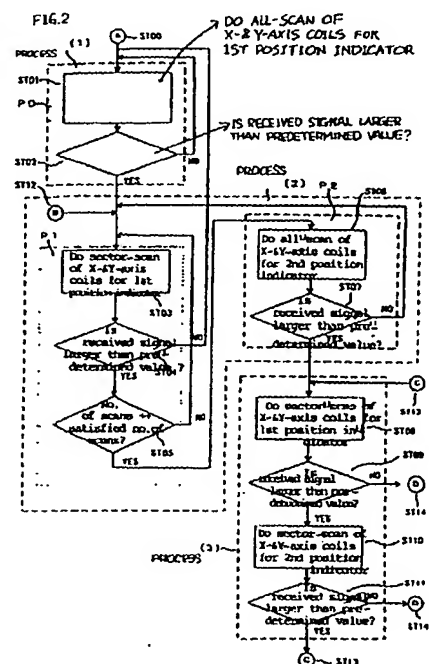 FIG.2
A
ST00
DO ALL-SCAN OF
X-&Y-AXIS COILS FOR
1ST POSITION INDICATOR
PROCESS (1)
ST01
P0
IS RECEIVED SIGNAL LARGER
THAN PREDETERMINED VALUE?
ST02
NO
YES
ST12
B
PROCESS
(2)
P2
ST06
Do all-scan of
X-&Y-axis coils
for 2nd position
indicator
ST07
Is
received signal
larger than pre-
determined value?
NO
YES
P1
Do sector-scan
of X-&Y-axis
coils for 1st
position indicator
ST03
Is
received signal
larger than pre-
determined value?
ST04
NO
YES
No.
of scans
satisfied no. of
scans?
ST05
NO
YES
C
ST13
Do sector
of
X-&Y-axis coils for
1st position in-
dicator
ST08
ST09
Is
received signal
larger than pre-
determined value?
NO
D
ST14
YES
Do sector-scan of
X-&Y-axis coils
for 2nd position
indicator
ST10
PROCESS (3)
ST11
Is
received signal
larger than pre-
determined value?
NO
D
ST14
YES
C
ST13